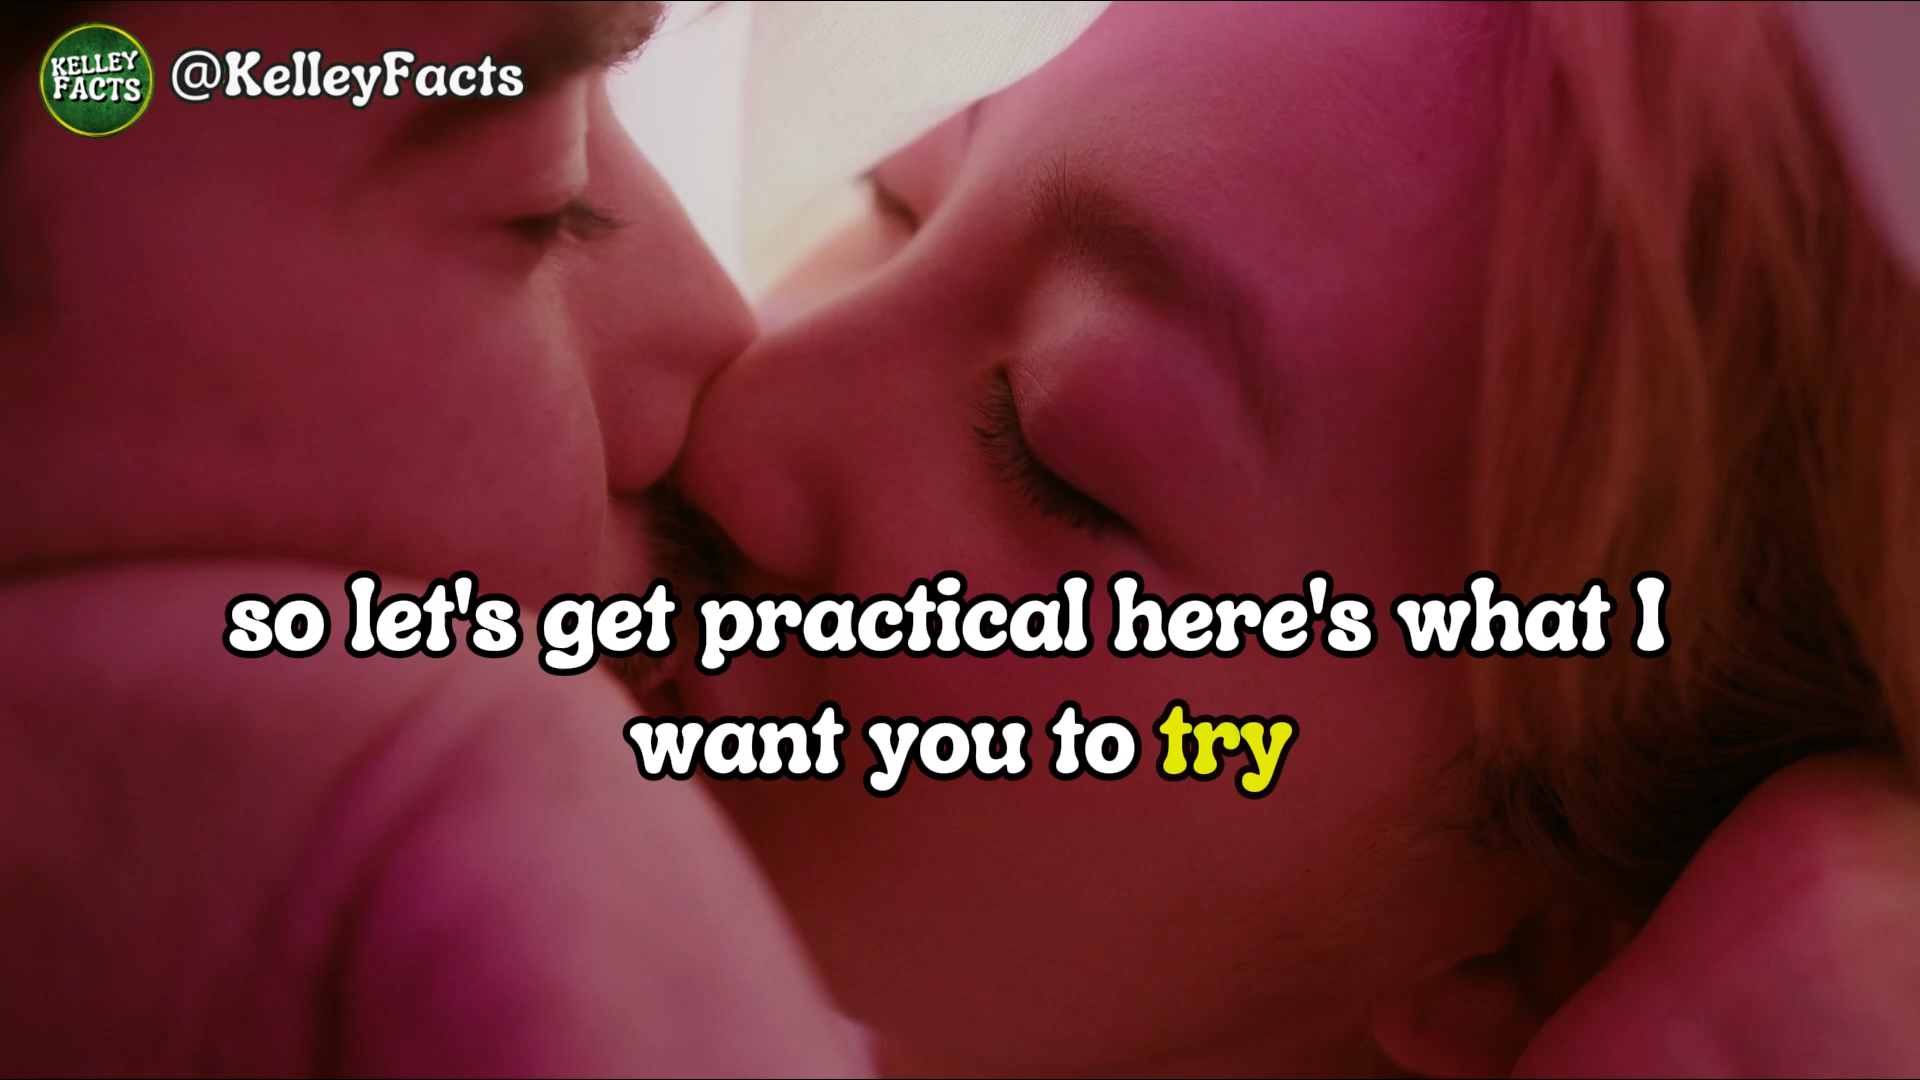 KELLEY
FACTS
@KelleyFacts
so let's get practical here's what I
want you to try